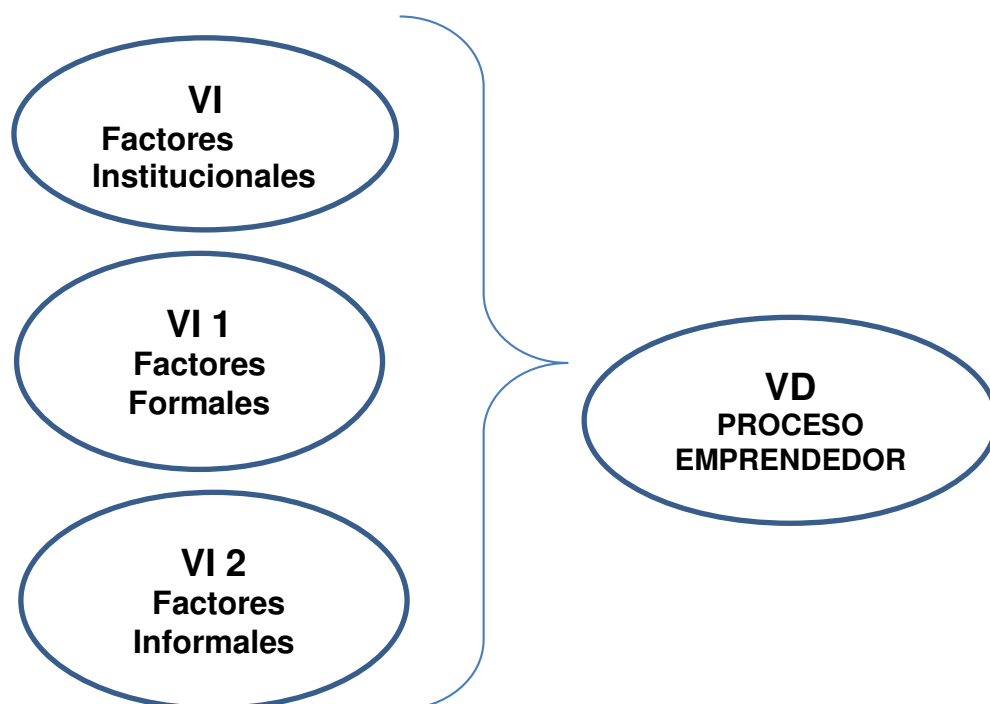 VI
Factores
Institucionales
VI 1
Factores
Formales
VI 2
Factores
Informales
VD
PROCESO
EMPRENDEDOR